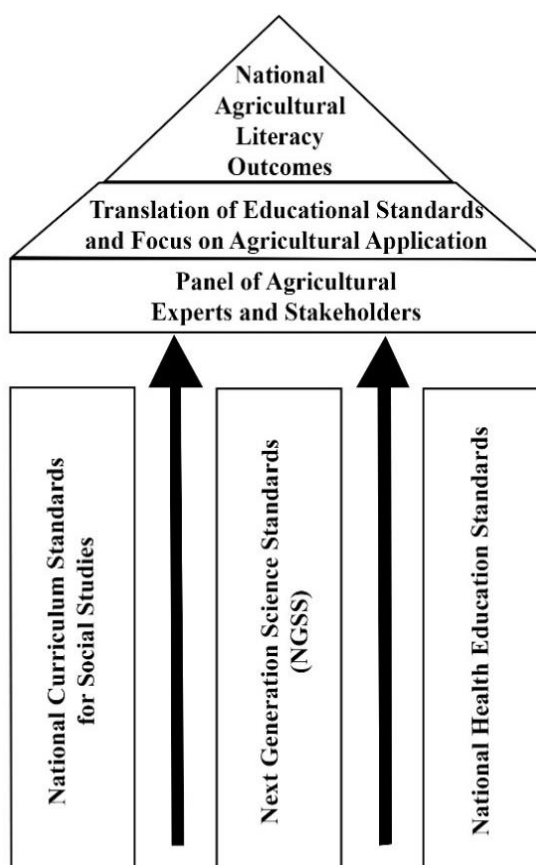 National
Agricultural
Literacy
Outcomes
Translation of Educational Standards
and Focus on Agricultural Application
Panel of Agricultural
Experts and Stakeholders
National Curriculum Standards
for Social Studies
Next Generation Science Standards
(NGSS)
National Health Education Standards